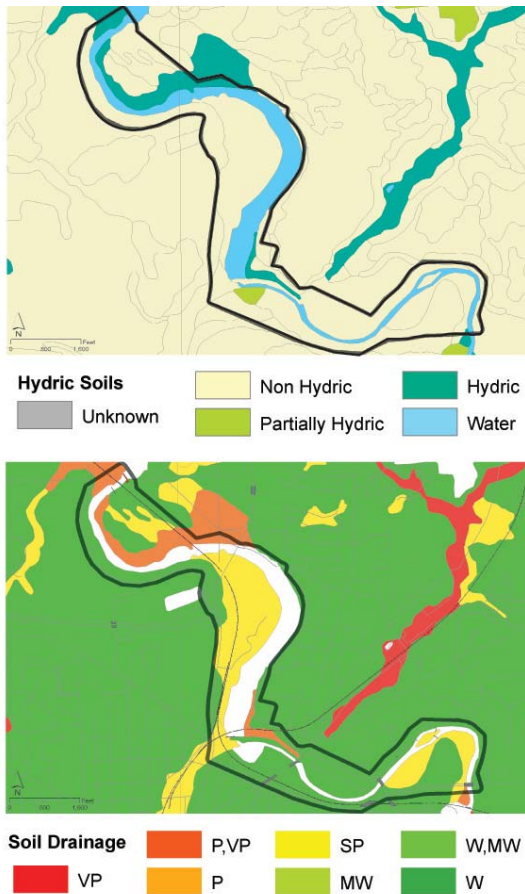 N
Feet
0 800 1,600
Hydric Soils
Unknown
Non Hydric
Partially Hydric
Hydric
Water
N
Feet
0 800 1,600
Soil Drainage
VP
P,VP
P
SP
MW
W,MW
W